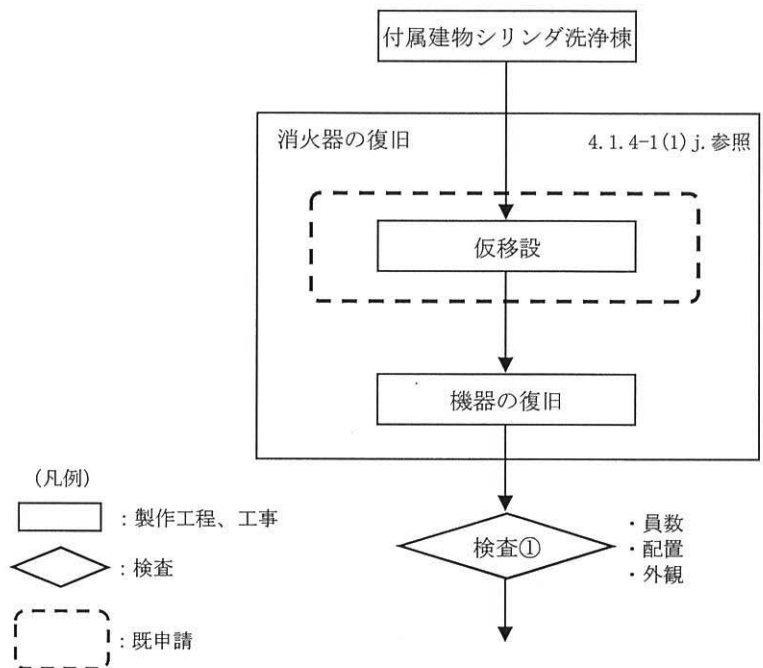 付属建物シリンダ洗浄棟
消火器の復旧
4.1.4-1(1)j.参照
仮移設
機器の復旧
検査①
・員数
・配置
・外観
(凡例)
：製作工程、工事
：検査
：既申請